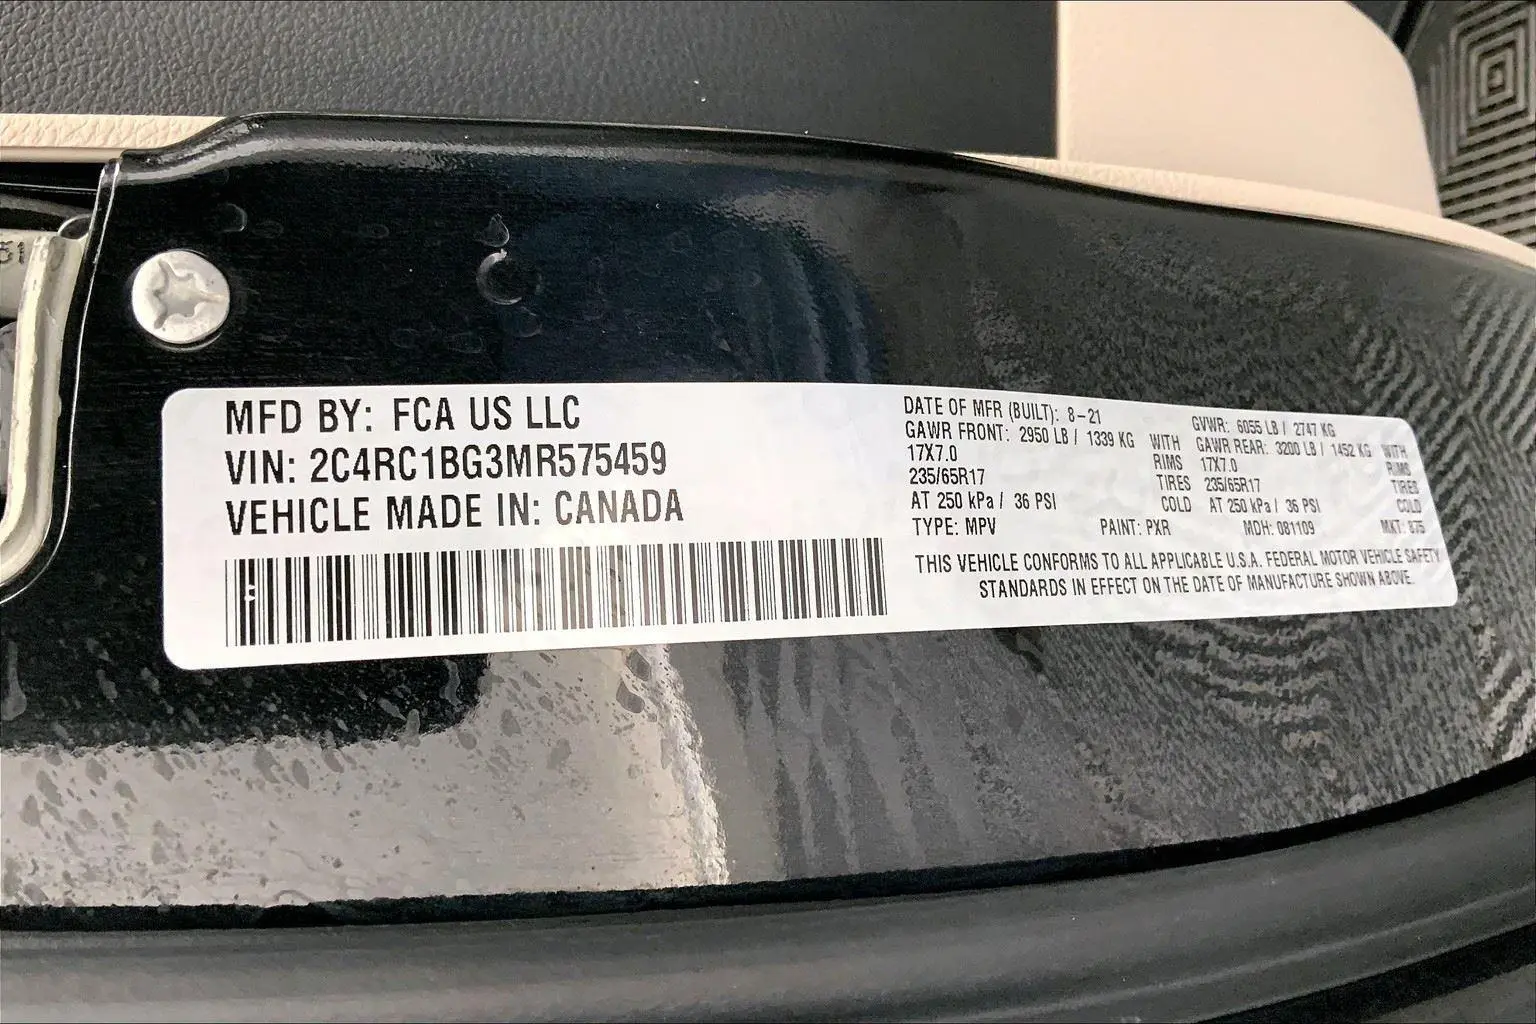 MFD BY: FCA US LLC
VIN: 2C4RC1BG3MR575459
VEHICLE MADE IN: CANADA
DATE OF MFR (BUILT): 8-21 GVWR: 6055 LB / 2747 KG
GAWR FRONT: 2950 LB / 1339 KG WITH GAWR REAR: 3200 LB / 1452 KG WITH
17X7.0 RIMS 17X7.0 RIMS
235/65R17 TIRES 235/65R17 TIRES
AT 250 kPa / 36 PSI COLD AT 250 kPa / 36 PSI COLD
TYPE: MPV PAINT: PXR MDH: 081109 MKT: 875
THIS VEHICLE CONFORMS TO ALL APPLICABLE U.S.A. FEDERAL MOTOR VEHICLE SAFETY
STANDARDS IN EFFECT ON THE DATE OF MANUFACTURE SHOWN ABOVE.